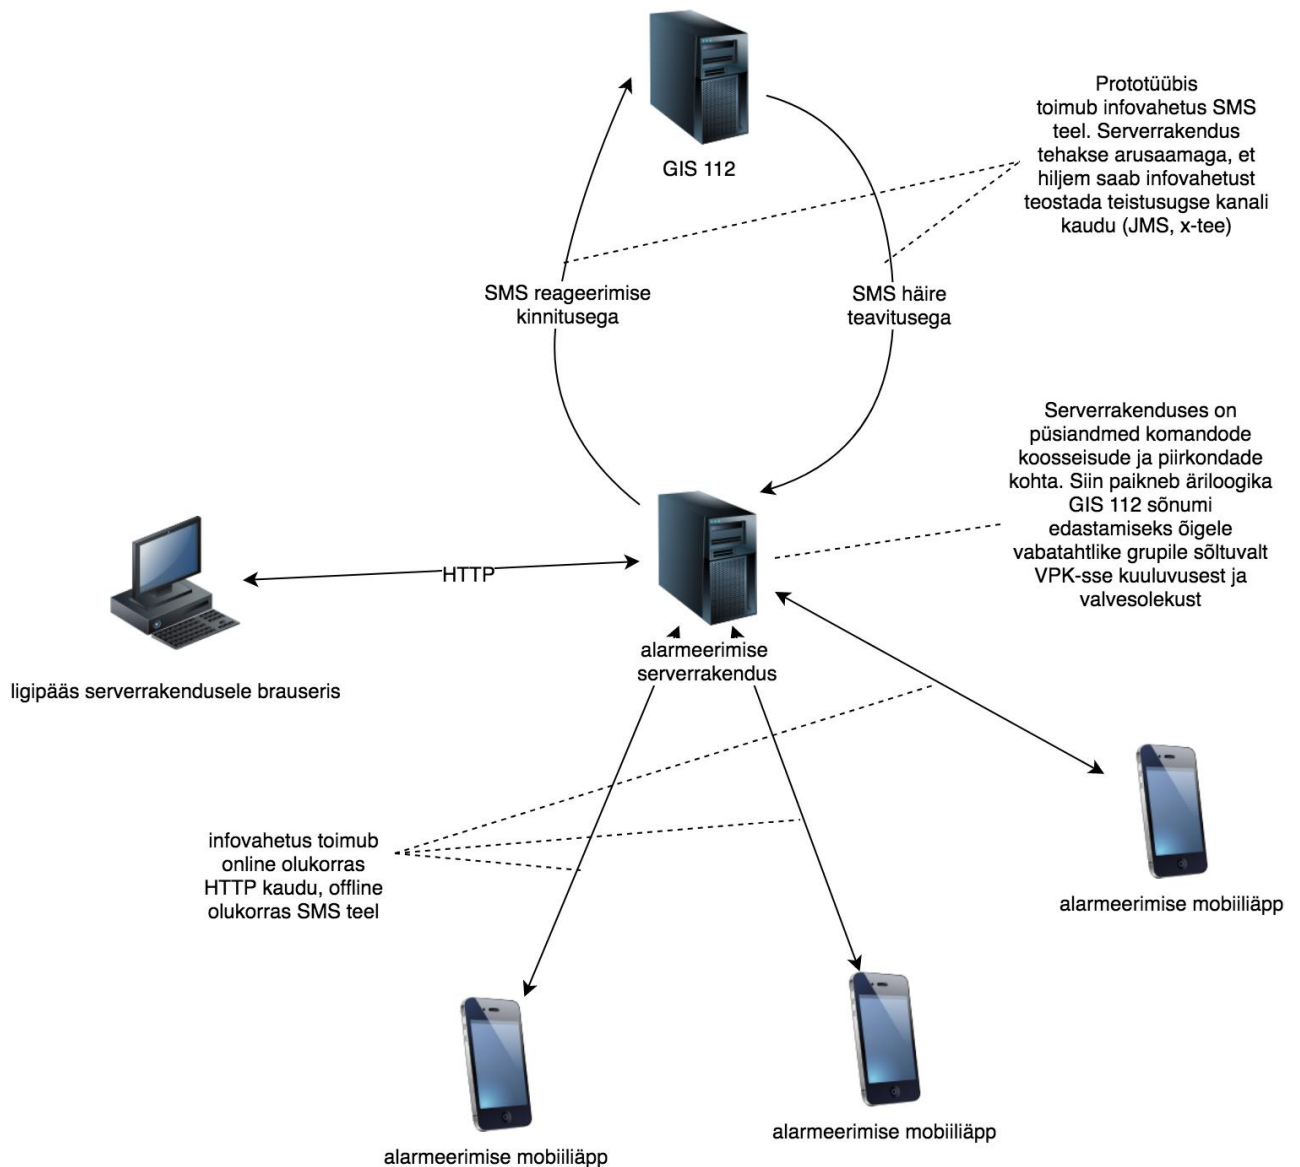 GIS 112
Prototüübis
toimub infovahetus SMS
teel. Serverrakendus
tehakse arusaamaga, et
hiljem saab infovahetust
teostada teistusugse kanali
kaudu (JMS, x-tee)
SMS reageerimise
kinnitusega
SMS häire
teavitusega
Serverrakenduses on
püsiandmed komandode
koosseisude ja piirkondade
kohta. Siin paikneb äriloogika
GIS 112 sõnumi
edastamiseks õigele
vabatahtlike grupile sõltuvalt
VPK-sse kuuluvusest ja
valvesolekust
HTTP
alarmeerimise
serverrakendus
ligipääs serverrakendusele brauseris
infovahetus toimub
online olukorras
HTTP kaudu, offline
olukorras SMS teel
alarmeerimise mobiiliäpp
alarmeerimise mobiiliäpp
alarmeerimise mobiiliäpp